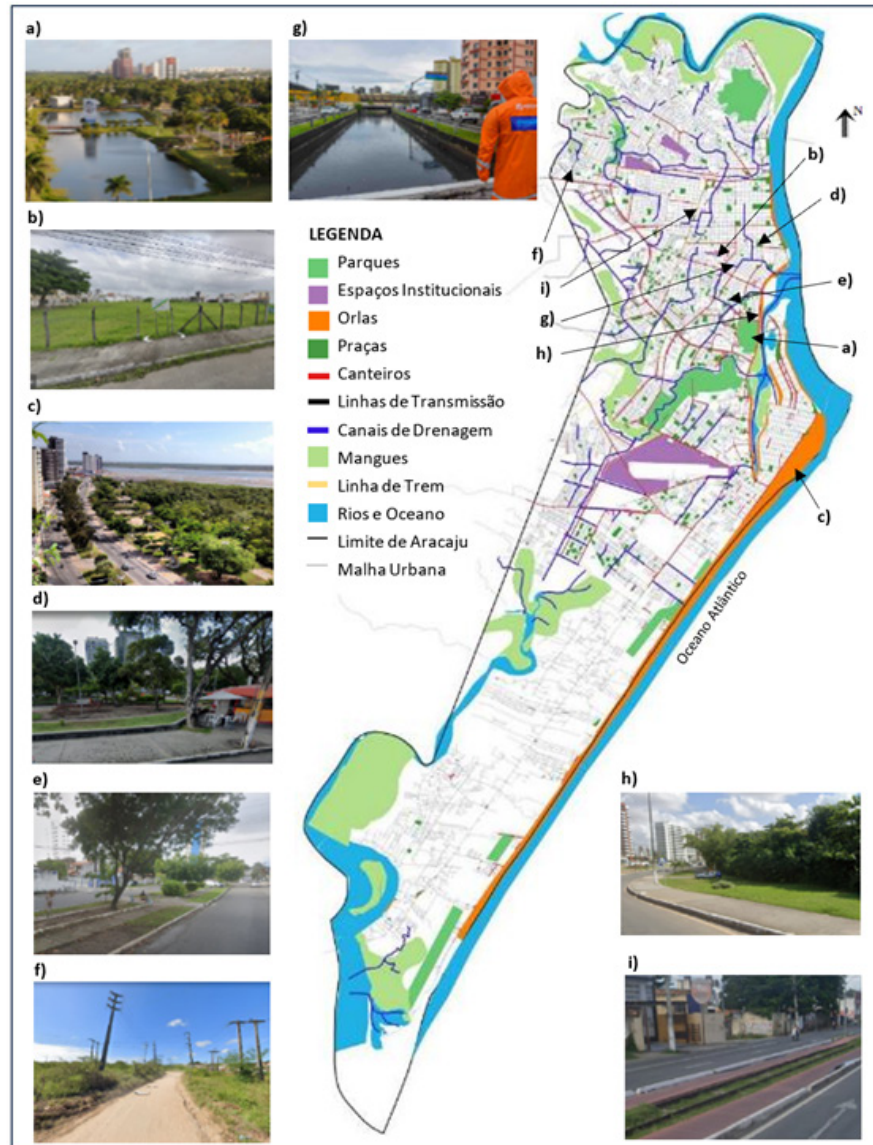 a)
g)
b)
c)
d)
e)
f)
LEGENDA
Parques
Espaços Institucionais
Orlas
Praças
Canteiros
Linhas de Transmissão
Canais de Drenagem
Mangues
Linha de Trem
Rios e Oceano
Limite de Aracaju
Malha Urbana
N
b)
d)
f)
i)
e)
g)
h)
a)
c)
Oceano Atlântico
h)
i)